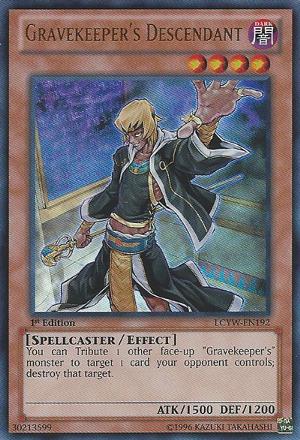 GRAVEKEEPER'S DESCENDANT
DARK
闇
1st Edition
LCYW-EN192
[SPELLCASTER / EFFECT]
You can Tribute 1 other face-up "Gravekeeper's"
monster to target 1 card your opponent controls;
destroy that target.
ATK/1500 DEF/1200
30213599
©1996 KAZUKI TAKAHASHI